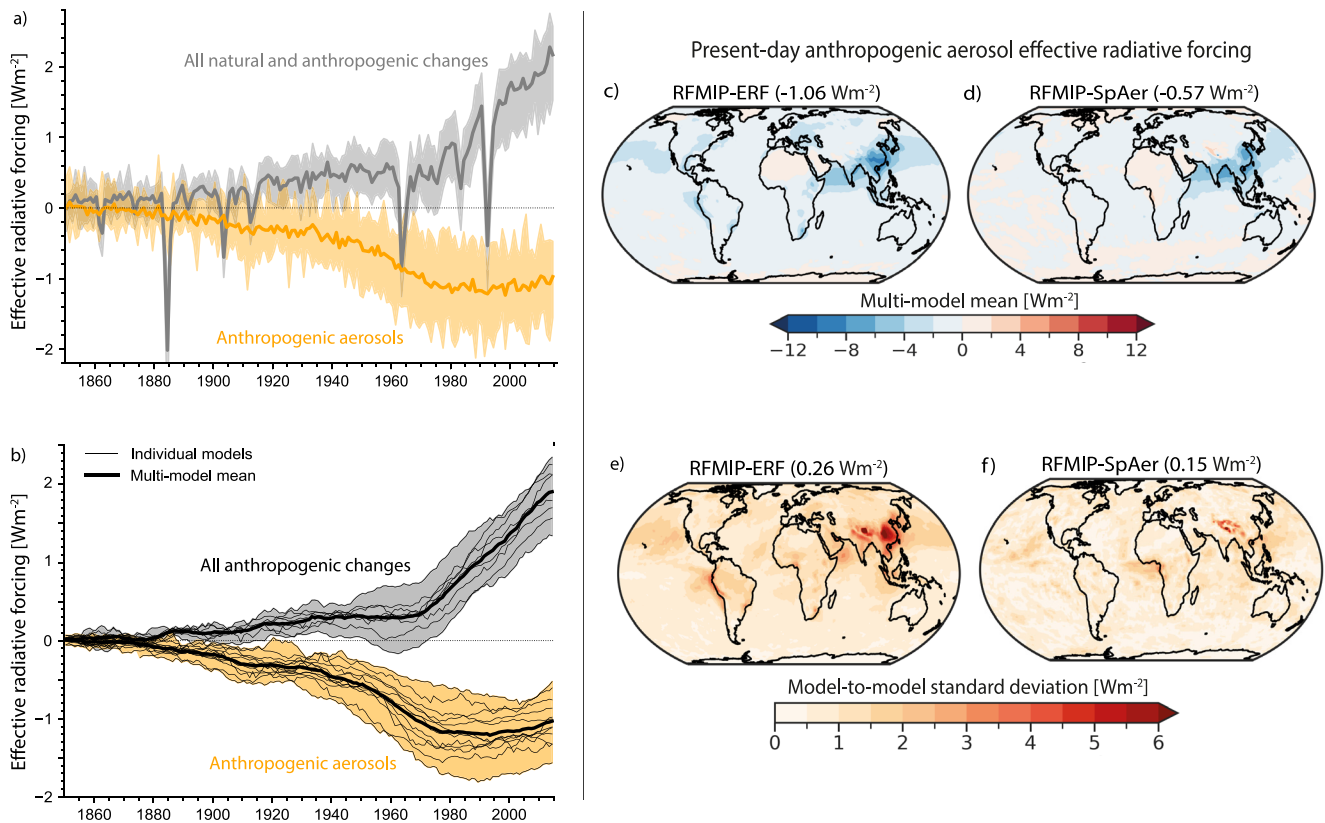 a)
Effective radiative forcing [Wm⁻²]
2
1
0
−1
−2
All natural and anthropogenic changes
Anthropogenic aerosols
1860 1880 1900 1920 1940 1960 1980 2000
b)
Effective radiative forcing [Wm⁻²]
2
1
0
−1
−2
Individual models
Multi-model mean
All anthropogenic changes
Anthropogenic aerosols
1860 1880 1900 1920 1940 1960 1980 2000
Present-day anthropogenic aerosol effective radiative forcing
c) RFMIP-ERF (-1.06 Wm⁻²)
d) RFMIP-SpAer (-0.57 Wm⁻²)
Multi-model mean [Wm⁻²]
−12 −8 −4 0 4 8 12
e) RFMIP-ERF (0.26 Wm⁻²)
f) RFMIP-SpAer (0.15 Wm⁻²)
Model-to-model standard deviation [Wm⁻²]
0 1 2 3 4 5 6